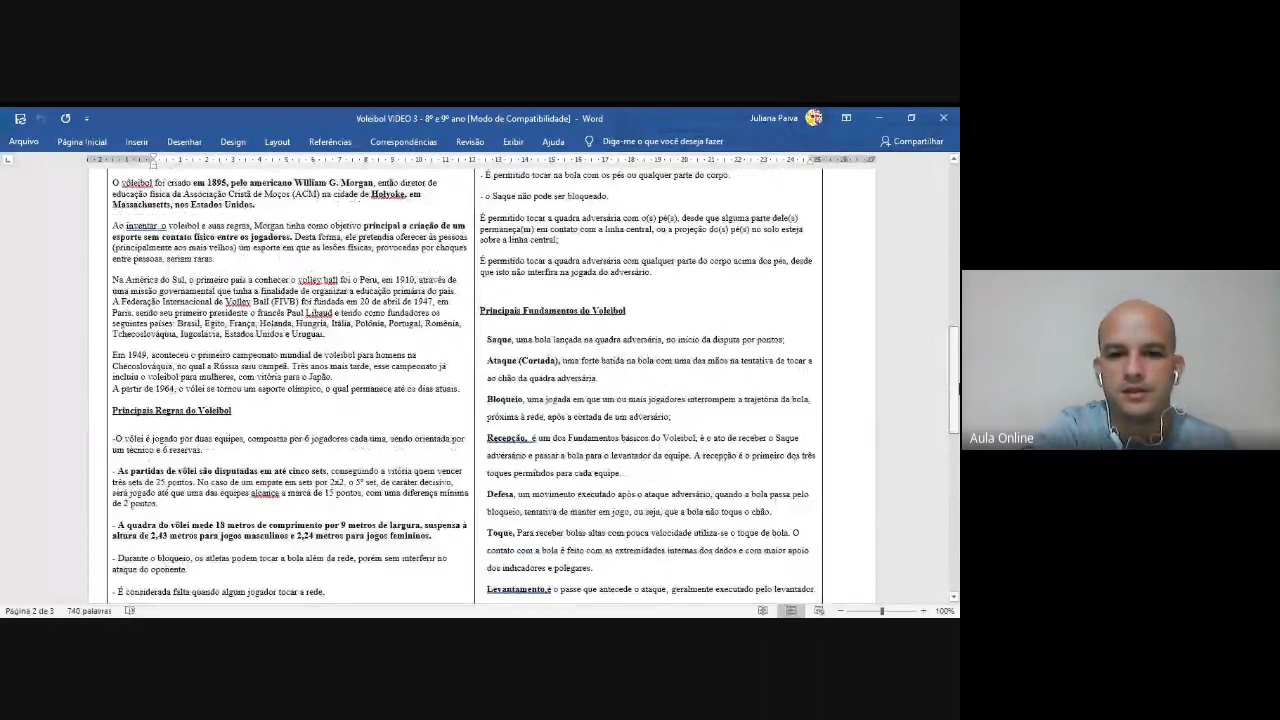 Voleibol VIDEO 3 - 8º e 9º ano [Modo de Compatibilidade] - Word
Juliana Paiva
Arquivo
Página Inicial
Inserir
Desenhar
Design
Layout
Referências
Correspondências
Revisão
Exibir
Ajuda
Diga-me o que você deseja fazer
Compartilhar
O vôleibol foi criado em 1895, pelo americano William G. Morgan, então diretor de
educação física da Associação Cristã de Moços (ACM) na cidade de Holyoke, em
Massachusetts, nos Estados Unidos.
Ao inventar o voleibol e suas regras, Morgan tinha como objetivo principal a criação de um
esporte sem contato físico entre os jogadores. Desta forma, ele pretendia oferecer às pessoas
(principalmente aos mais velhos) um esporte em que as lesões físicas, provocadas por choques
entre pessoas, seriam raras.
Na América do Sul, o primeiro país a conhecer o volley ball foi o Peru, em 1910, através de
uma missão governamental que tinha a finalidade de organizar a educação primária do país.
A Federação Internacional de Volley Ball (FIVB) foi fundada em 20 de abril de 1947, em
Paris, sendo seu primeiro presidente o francês Paul Libaud e tendo como fundadores os
seguintes países: Brasil, Egito, França, Holanda, Hungria, Itália, Polônia, Portugal, Romênia,
Tchecoslováquia, Iugoslávia, Estados Unidos e Uruguai.
Em 1949, aconteceu o primeiro campeonato mundial de voleibol para homens na
Checoslováquia, no qual a Rússia saiu campeã. Três anos mais tarde, esse campeonato já
incluiu o voleibol para mulheres, com vitória para o Japão.
A partir de 1964, o vôlei se tornou um esporte olímpico, o qual permanece até os dias atuais.
Principais Regras do Voleibol
-O vôlei é jogado por duas equipes, compostas por 6 jogadores cada uma, sendo orientada por
um técnico e 6 reservas.
- As partidas de vôlei são disputadas em até cinco sets, conseguindo a vitória quem vencer
três sets de 25 pontos. No caso de um empate em sets por 2x2, o 5º set, de caráter decisivo,
será jogado até que uma das equipes alcança a marca de 15 pontos, com uma diferença mínima
de 2 pontos.
- A quadra do vôlei mede 18 metros de comprimento por 9 metros de largura, suspensa à
altura de 2,43 metros para jogos masculinos e 2,24 metros para jogos femininos.
- Durante o bloqueio, os atletas podem tocar a bola além da rede, porém sem interferir no
ataque do oponente.
- É considerada falta quando algum jogador tocar a rede.
- É permitido tocar na bola com os pés ou qualquer parte do corpo.
- o Saque não pode ser bloqueado.
É permitido tocar a quadra adversária com o(s) pé(s), desde que alguma parte dele(s)
permaneça(m) em contato com a linha central, ou a projeção do(s) pé(s) no solo esteja
sobre a linha central;
É permitido tocar a quadra adversária com qualquer parte do corpo acima dos pés, desde
que isto não interfira na jogada do adversário.
Principais Fundamentos do Voleibol
Saque, uma bola lançada na quadra adversária, no início da disputa por pontos;
Ataque (Cortada), uma forte batida na bola com uma das mãos na tentativa de tocar a
ao chão da quadra adversária.
Bloqueio, uma jogada em que um ou mais jogadores interrompem a trajetória da bola,
próxima à rede, após a cortada de um adversário;
Recepção, é um dos Fundamentos básicos do Voleibol, é o ato de receber o Saque
adversário e passar a bola para o levantador da equipe. A recepção é o primeiro dos três
toques permitidos para cada equipe.
Defesa, um movimento executado após o ataque adversário, quando a bola passa pelo
bloqueio, tentativa de manter em jogo, ou seja, que a bola não toque o chão.
Toque, Para receber bolas altas com pouca velocidade utiliza-se o toque de bola. O
contato com a bola é feito com as extremidades internas dos dedos e com maior apoio
dos indicadores e polegares.
Levantamento é o passe que antecede o ataque, geralmente executado pelo levantador
Aula Online
Página 2 de 3
740 palavras
100%